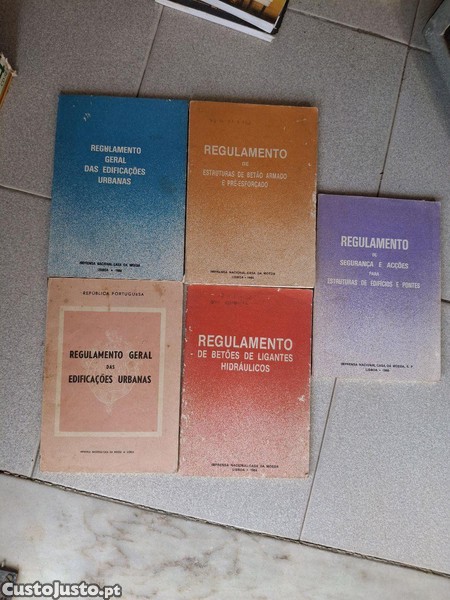 REGULAMENTO
GERAL
DAS EDIFICAÇÕES
URBANAS
IMPRENSA NACIONAL-CASA DA MOEDA
REGULAMENTO
DE
ESTRUTURAS DE BETÃO ARMADO
E PRÉ-ESFORÇADO
IMPRENSA NACIONAL-CASA DA MOEDA
REGULAMENTO
DE
SEGURANÇA E ACÇÕES
PARA
ESTRUTURAS DE EDIFÍCIOS E PONTES
IMPRENSA NACIONAL-CASA DA MOEDA, E. P.
REPÚBLICA PORTUGUESA
REGULAMENTO GERAL
DAS
EDIFICAÇÕES URBANAS
REGULAMENTO
DE BETÕES DE LIGANTES
HIDRÁULICOS
IMPRENSA NACIONAL-CASA DA MOEDA
CustoJusto.pt